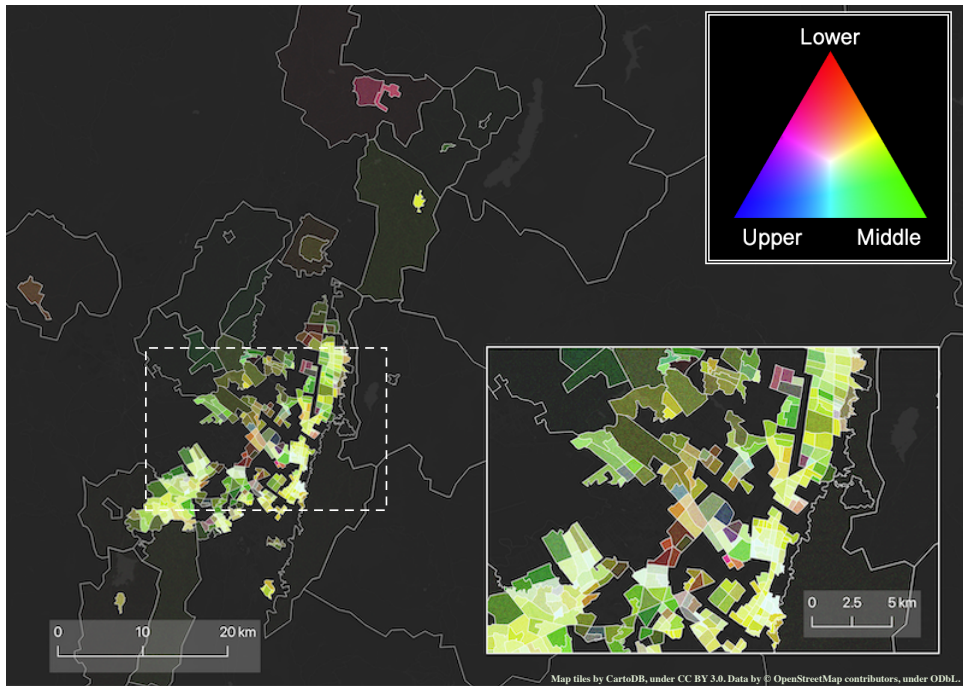 Lower
Upper
Middle
0
2.5
5 km
0
10
20 km
Map tiles by CartoDB, under CC BY 3.0. Data by © OpenStreetMap contributors, under ODbL.